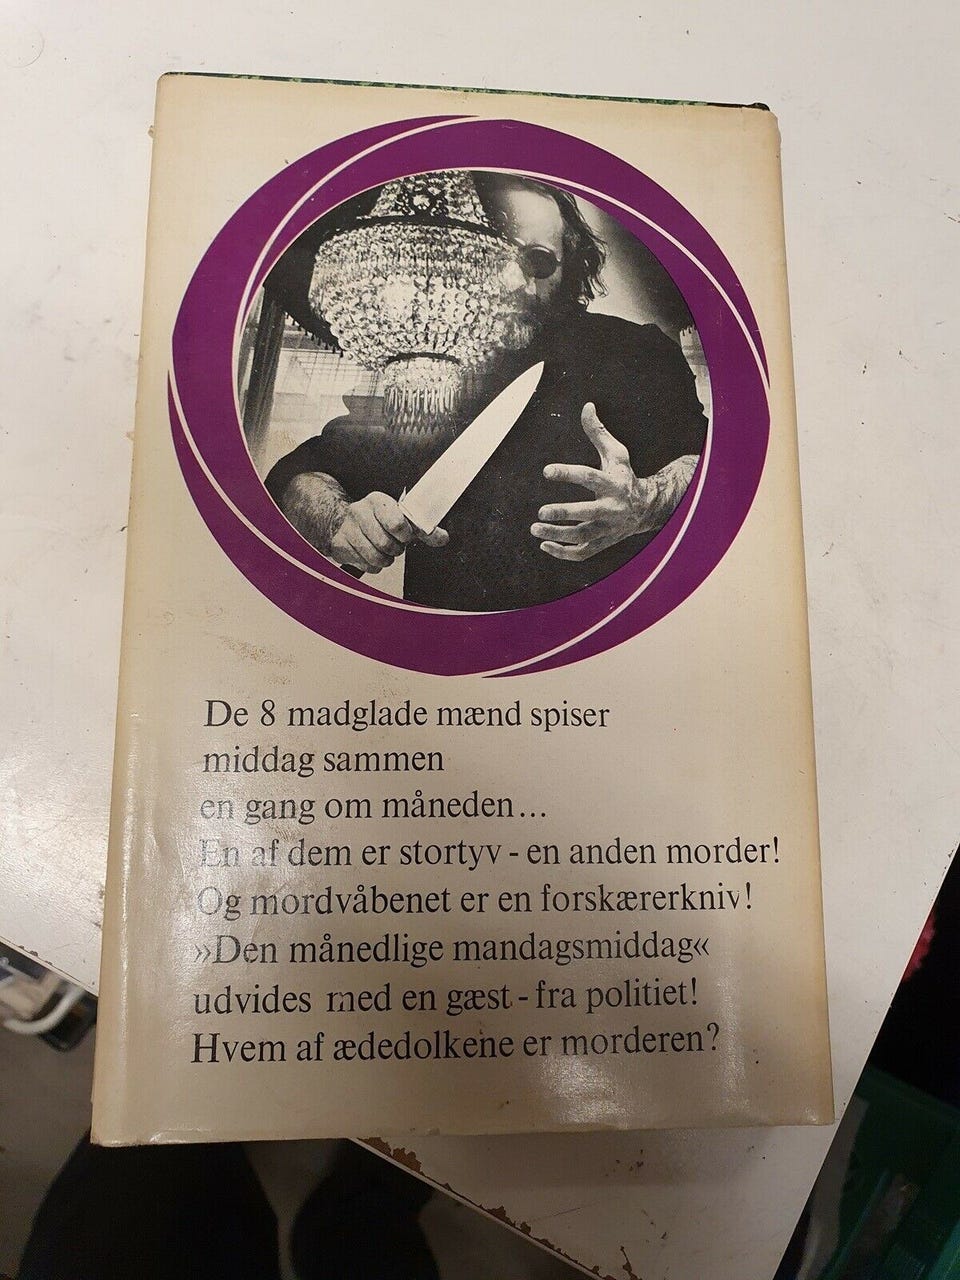 De 8 madglade mænd spiser
middag sammen
en gang om måneden...
En af dem er stortyv - en anden morder!
Og mordvåbenet er en forskærerkniv!
»Den månedlige mandagsmiddag«
udvides med en gæst - fra politiet!
Hvem af ædedolkene er morderen?